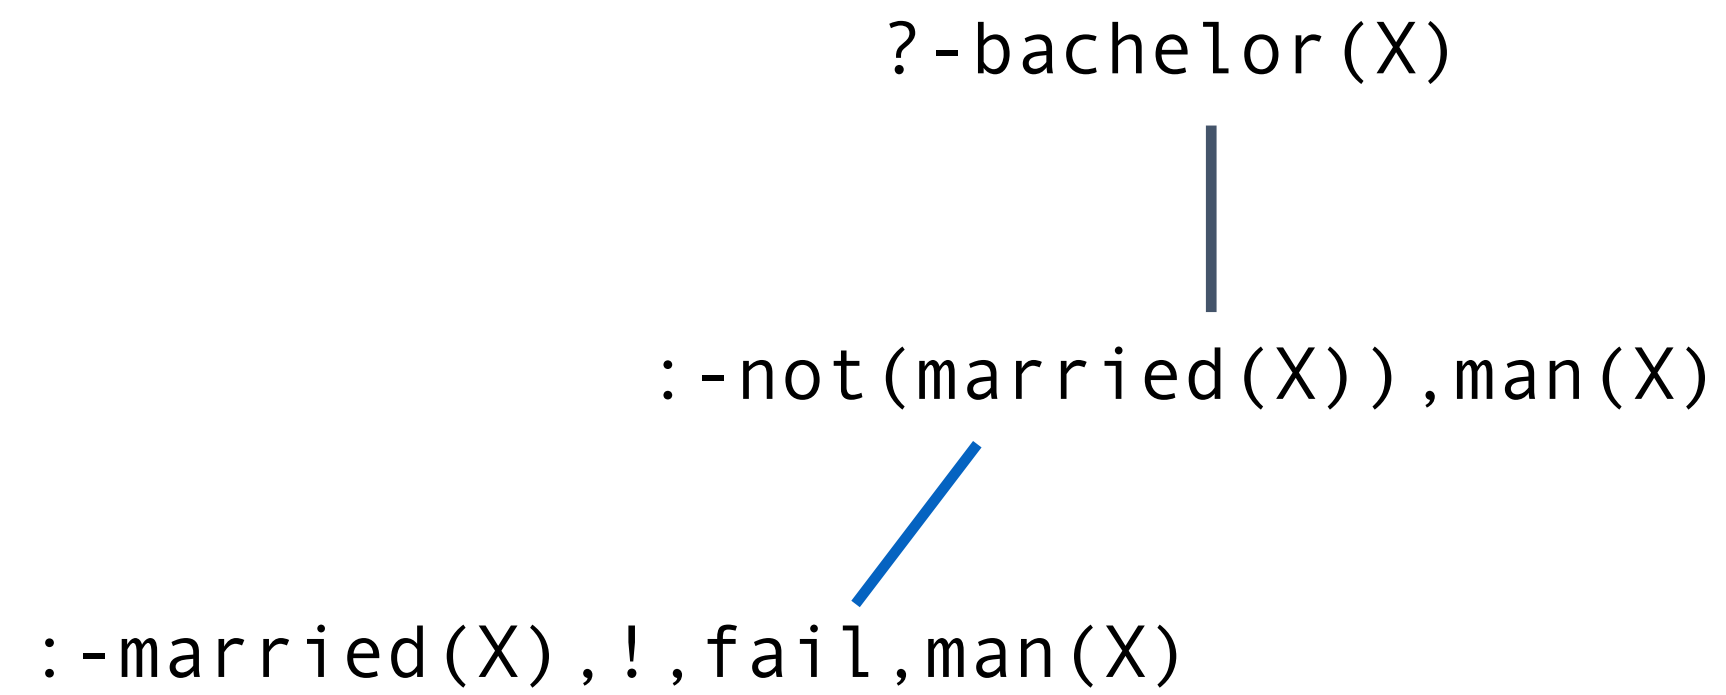 ?-bachelor(X)
:-not(married(X)),man(X)
:-married(X),!,fail,man(X)